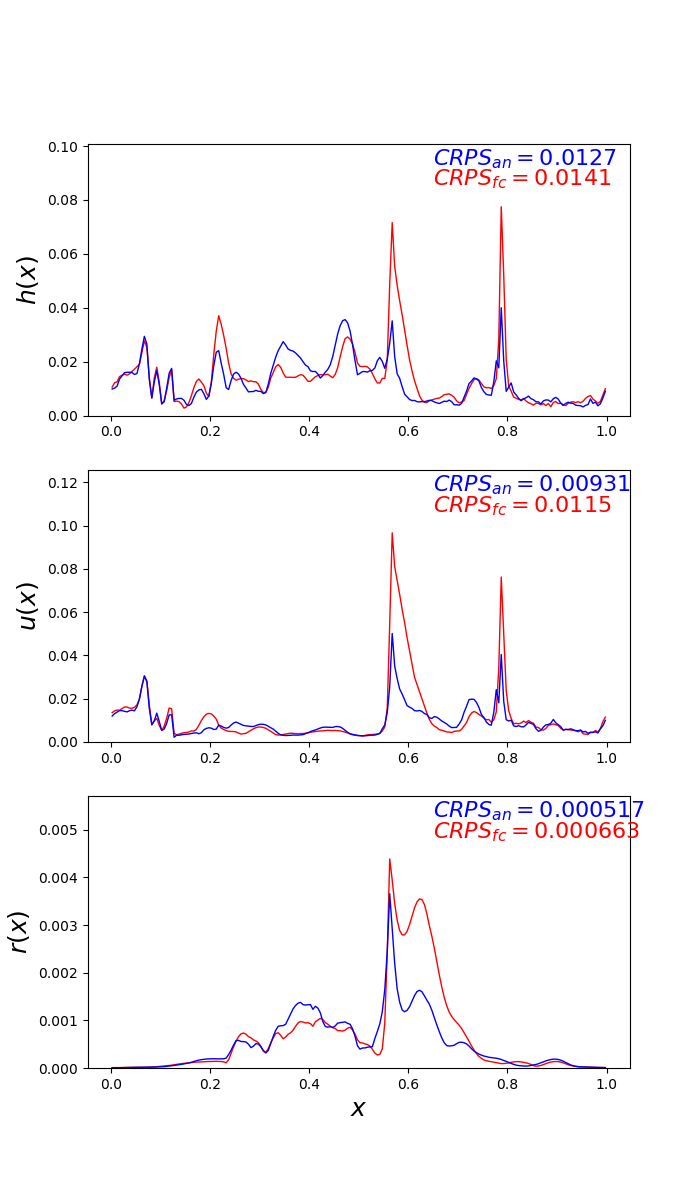 CRPS_an = 0.0127
CRPS_fc = 0.0141
h(x)
0.10
0.08
0.06
0.04
0.02
0.00
0.0 0.2 0.4 0.6 0.8 1.0
CRPS_an = 0.00931
CRPS_fc = 0.0115
u(x)
0.12
0.10
0.08
0.06
0.04
0.02
0.00
0.0 0.2 0.4 0.6 0.8 1.0
CRPS_an = 0.000517
CRPS_fc = 0.000663
r(x)
0.005
0.004
0.003
0.002
0.001
0.000
0.0 0.2 0.4 0.6 0.8 1.0
x